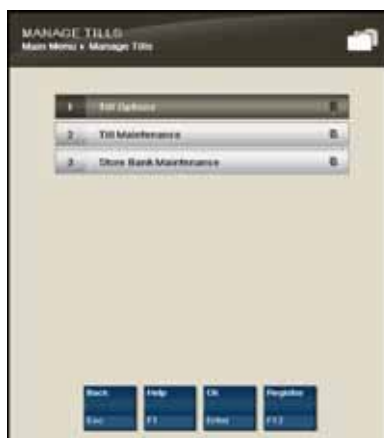 MANAGE TILLS
Main Menu › Manage Tills
1 Till Options
2 Till Maintenance
3 Store Bank Maintenance
Back Help Ok Register
Esc F1 Enter F12